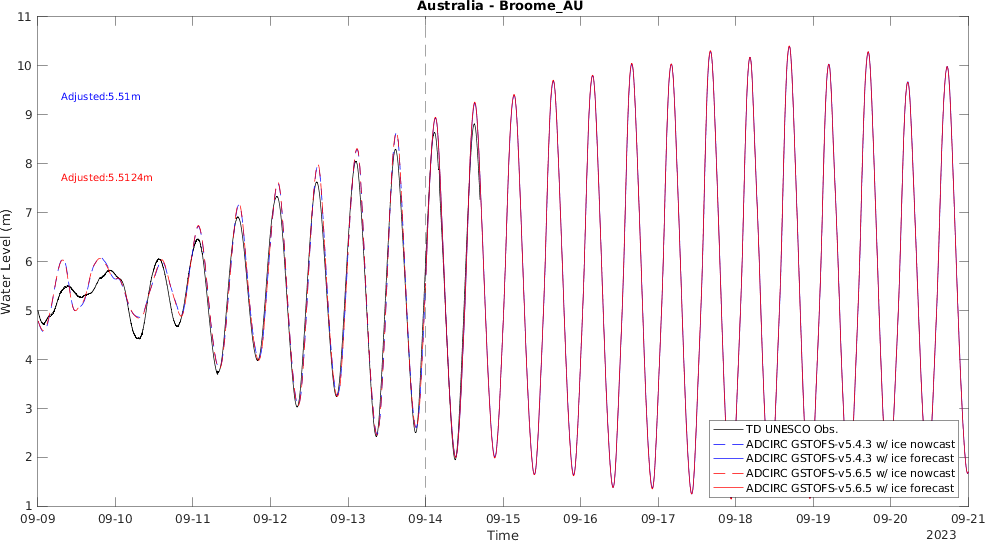 Australia - Broome_AU
11
10
9
8
7
6
5
4
3
2
1
Water Level (m)
Adjusted:5.51m
Adjusted:5.5124m
TD UNESCO Obs.
ADCIRC GSTOFS-v5.4.3 w/ ice nowcast
ADCIRC GSTOFS-v5.4.3 w/ ice forecast
ADCIRC GSTOFS-v5.6.5 w/ ice nowcast
ADCIRC GSTOFS-v5.6.5 w/ ice forecast
09-09 09-10 09-11 09-12 09-13 09-14 09-15 09-16 09-17 09-18 09-19 09-20 09-21
Time
2023